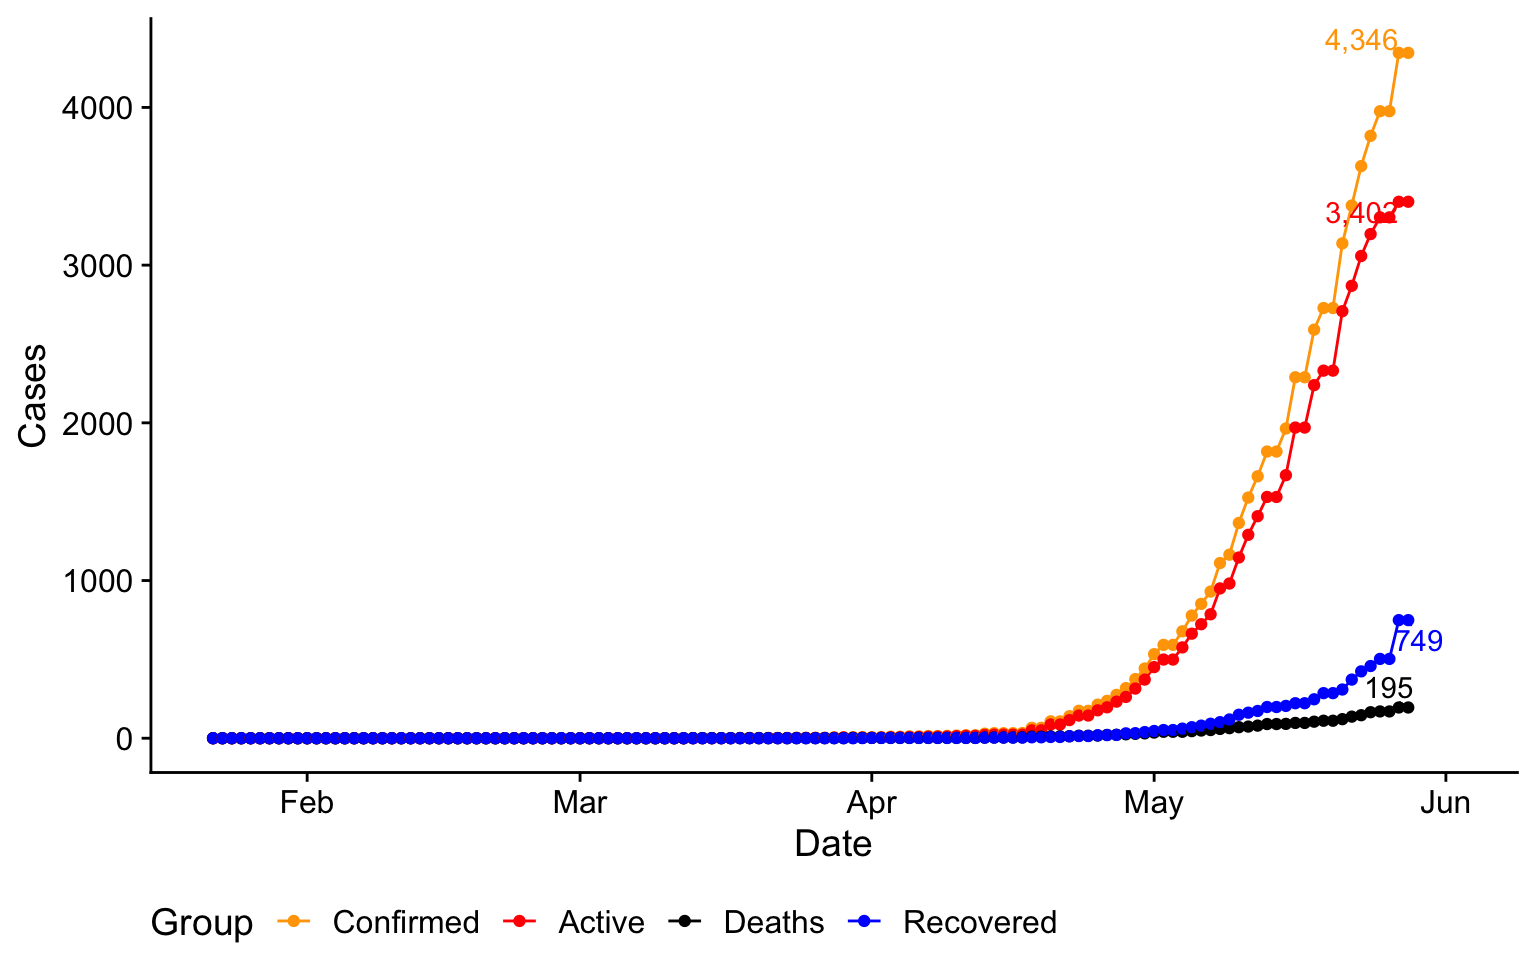 4,346
4000
3,402
3000
Cases
2000
1000
749
195
0
Feb Mar Apr May Jun
Date
Group Confirmed Active Deaths Recovered